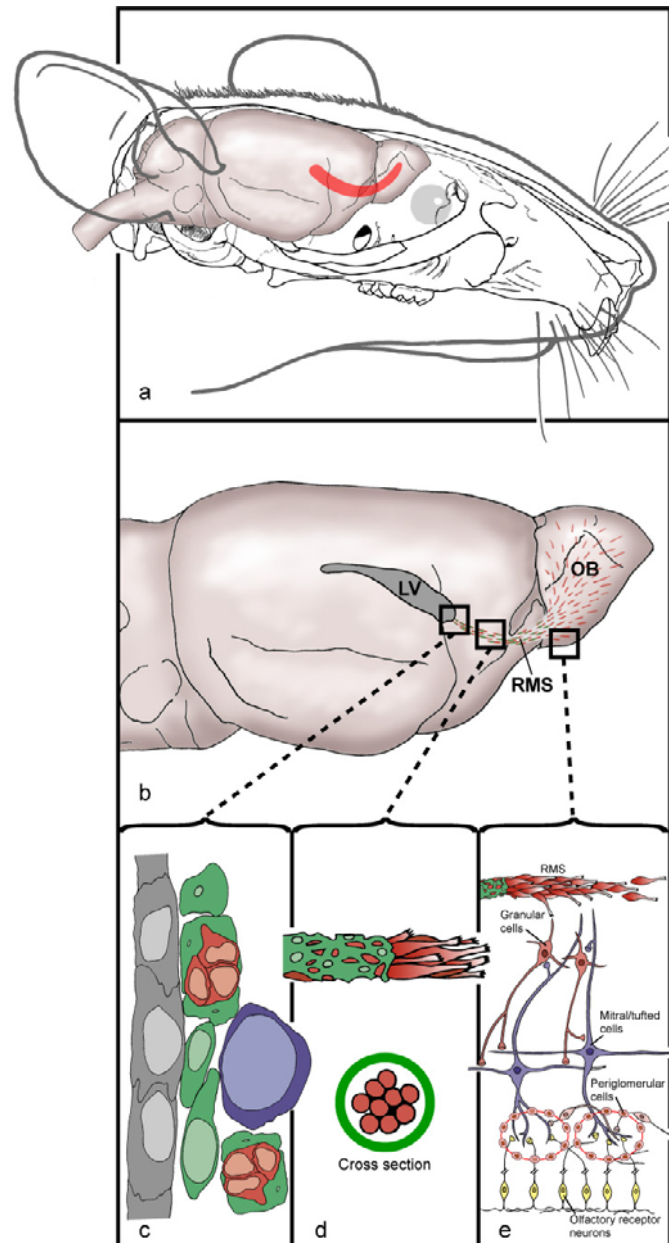 a
LV
OB
RMS
b
RMS
Granular
cells
Mitral/tufted
cells
Periglomerular
cells
Cross section
Olfactory receptor
neurons
c
d
e